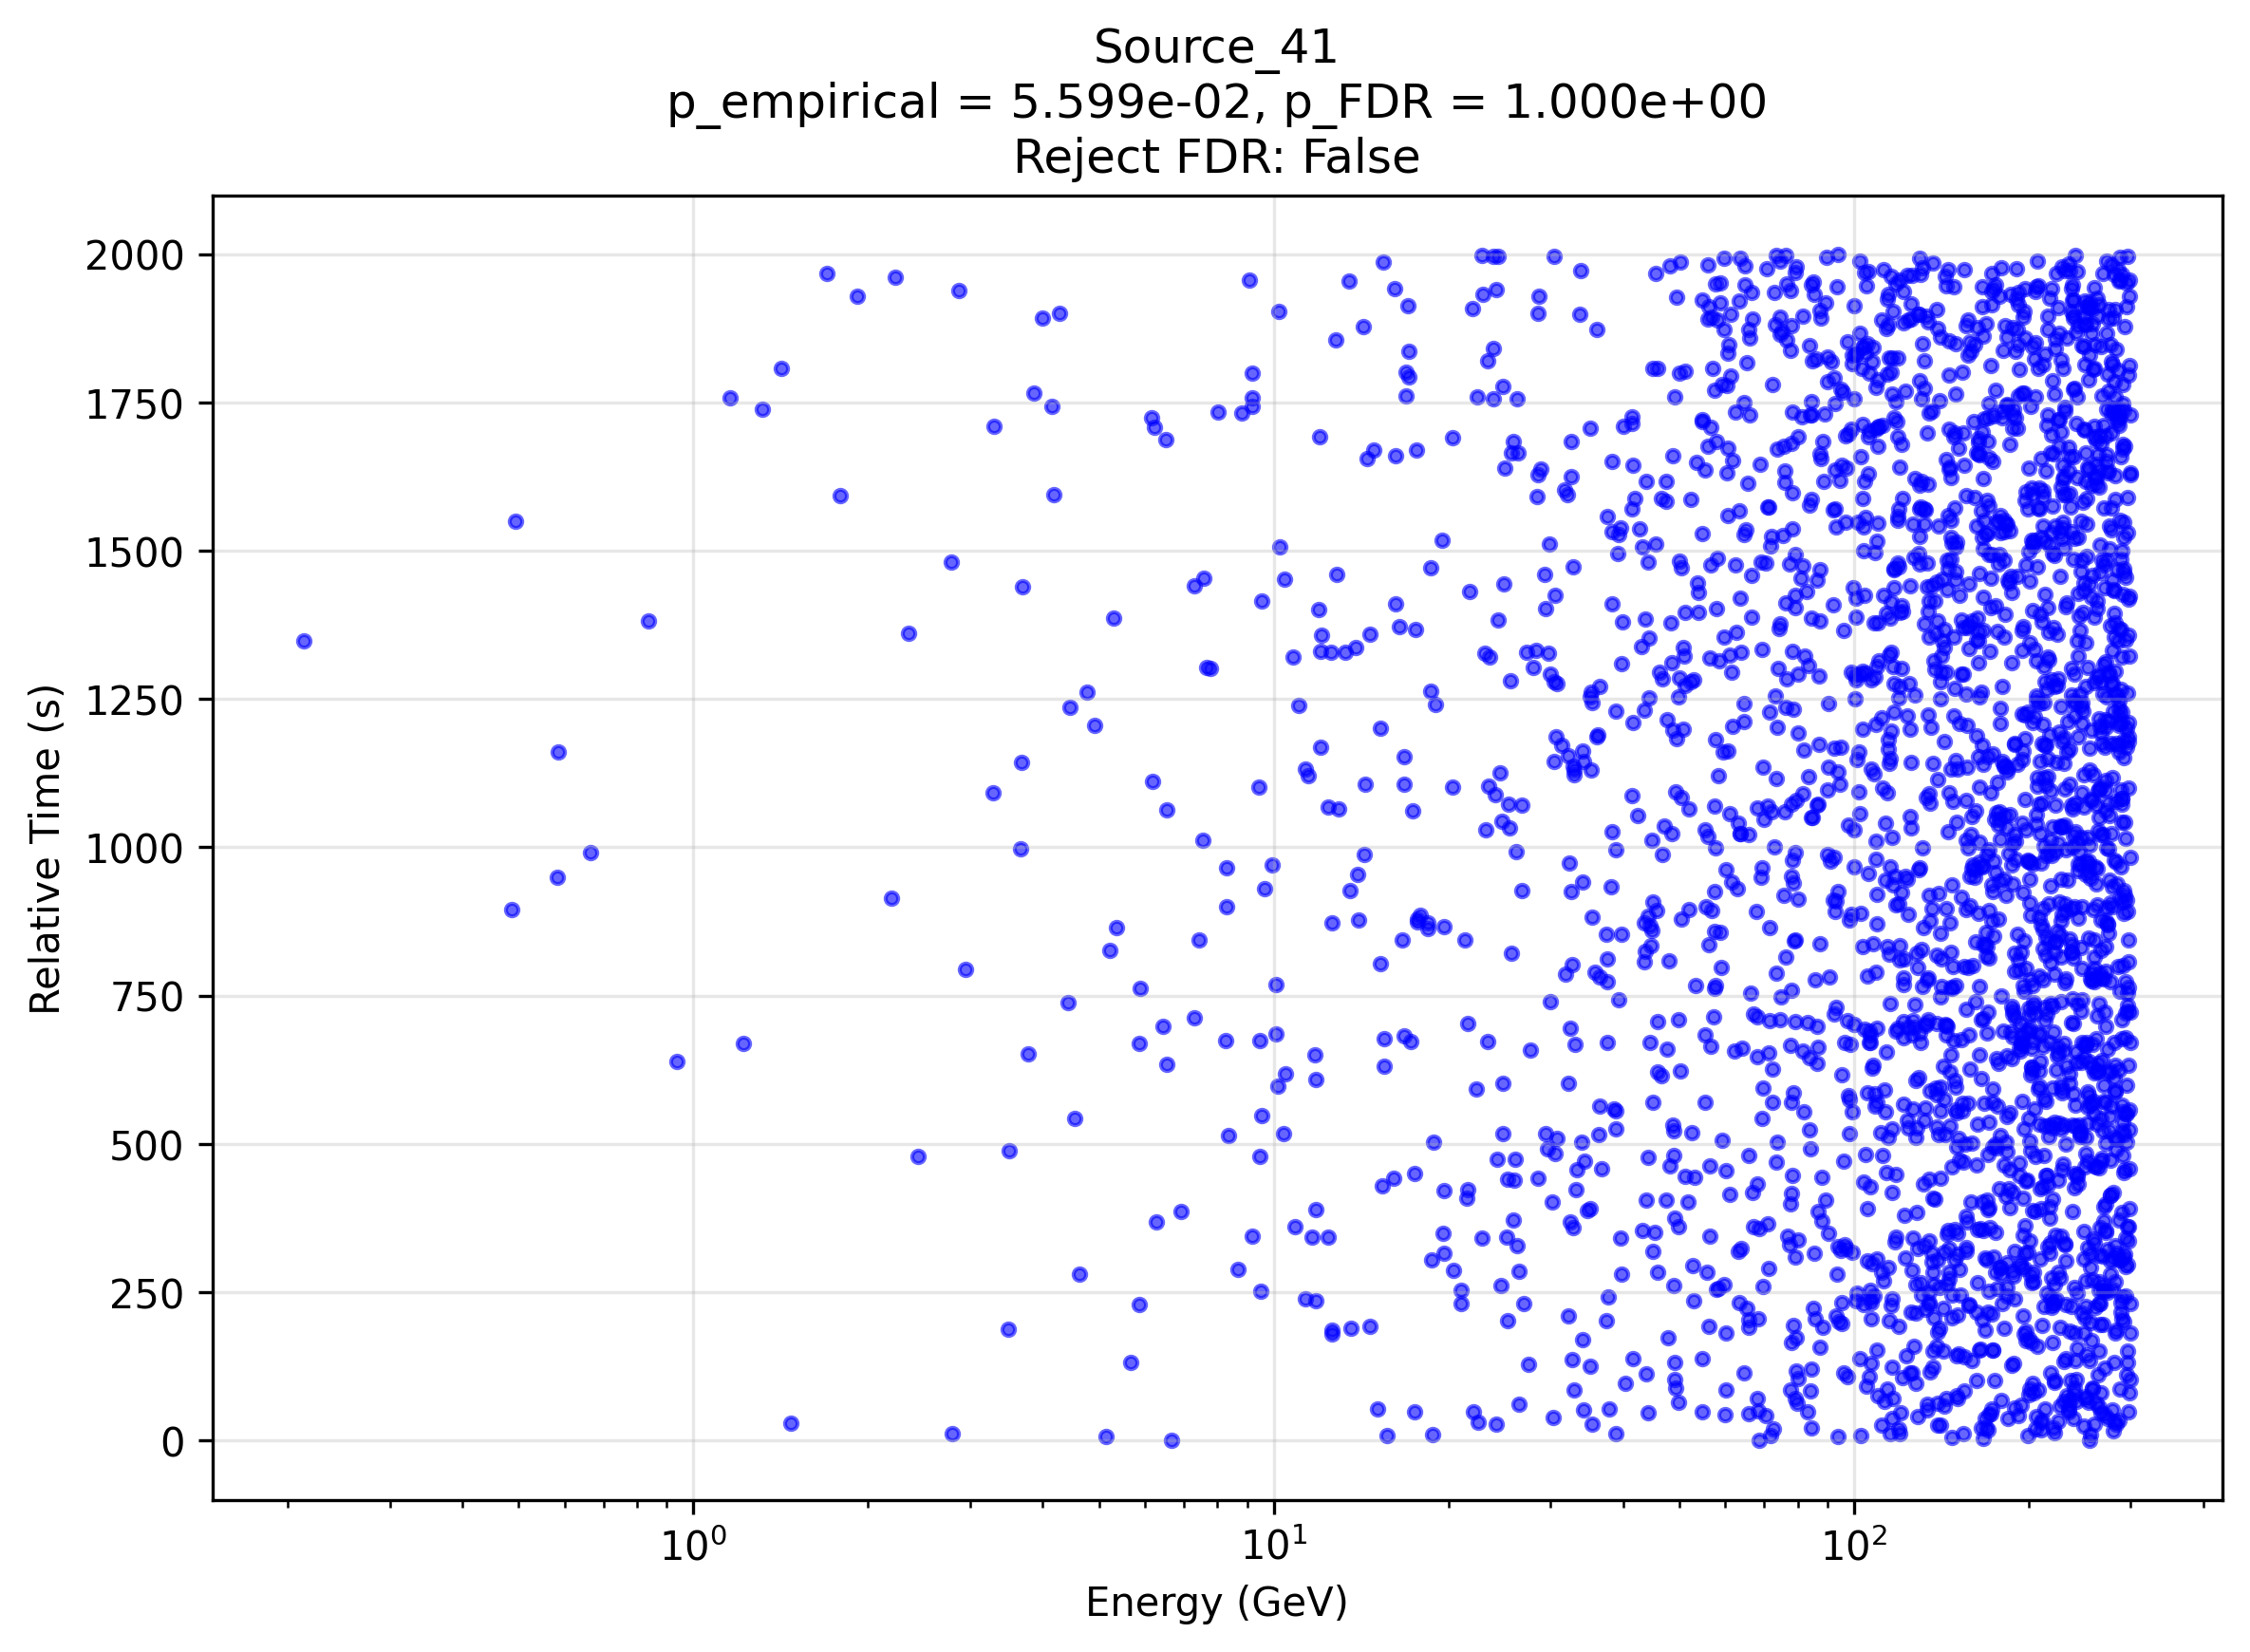 Source_41
p_empirical = 5.599e-02, p_FDR = 1.000e+00
Reject FDR: False
2000
1750
1500
1250
1000
750
500
250
0
Relative Time (s)
10⁰
10¹
10²
Energy (GeV)